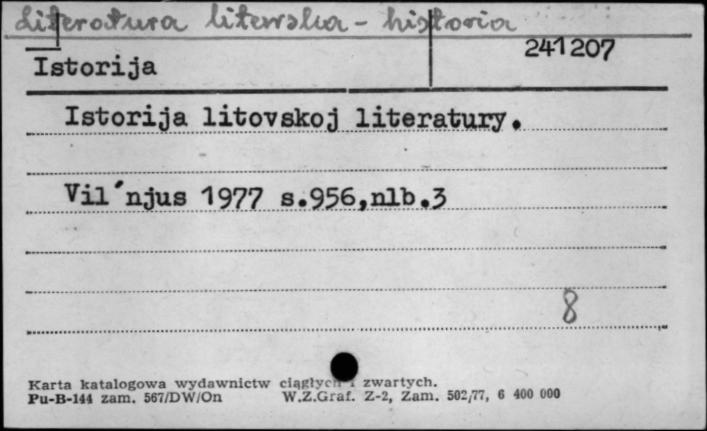 Literatura litewska - historia
241207
Istorija
Istorija litovskoj literatury.
Vil´njus 1977 s.956,nlb.3
8
Karta katalogowa wydawnictw ciągłych i zwartych.
Pu-B-144 zam. 567/DW/On W.Z.Graf. Z-2, Zam. 502/77, 6 400 000